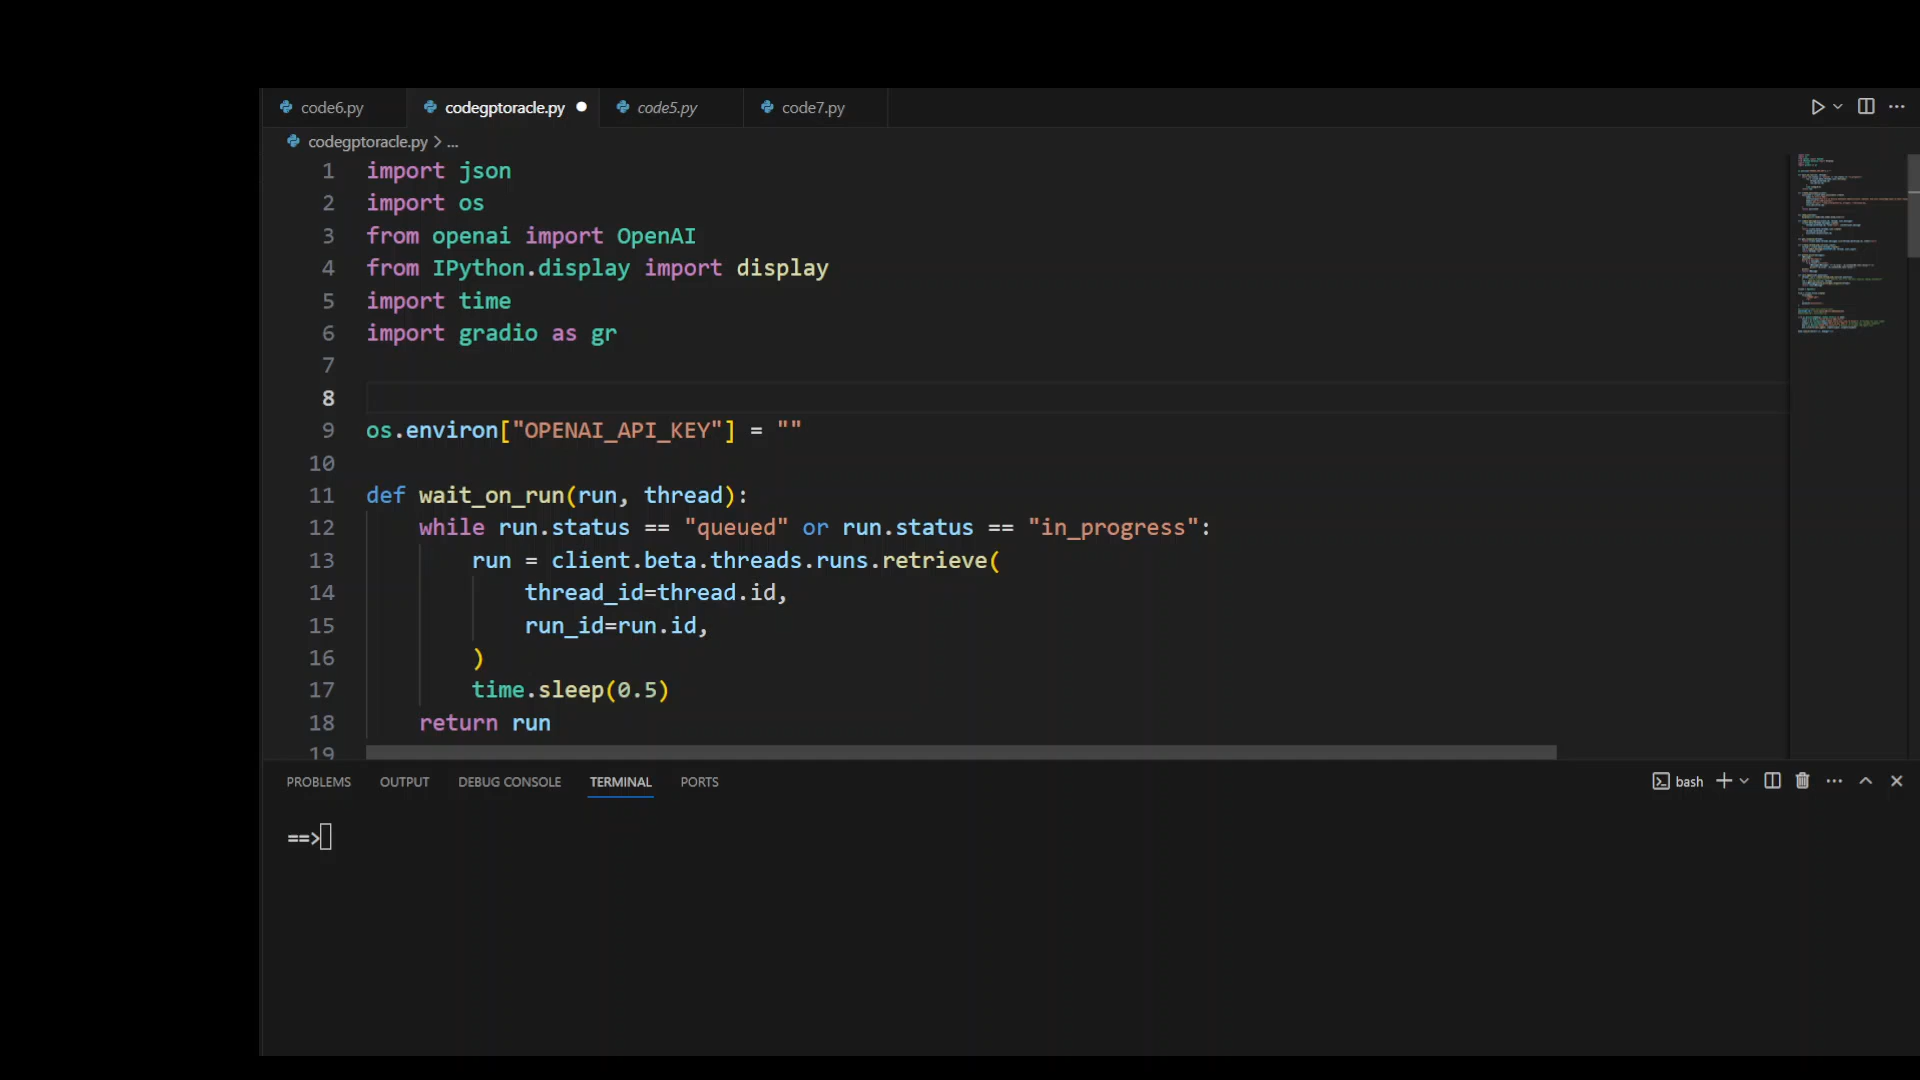 code6.py codegptoracle.py code5.py code7.py
codegptoracle.py > ...
1 import json
2 import os
3 from openai import OpenAI
4 from IPython.display import display
5 import time
6 import gradio as gr
7
8
9 os.environ["OPENAI_API_KEY"] = ""
10
11 def wait_on_run(run, thread):
12 while run.status == "queued" or run.status == "in_progress":
13 run = client.beta.threads.runs.retrieve(
14 thread_id=thread.id,
15 run_id=run.id,
16 )
17 time.sleep(0.5)
18 return run
19
PROBLEMS OUTPUT DEBUG CONSOLE TERMINAL PORTS bash
==>